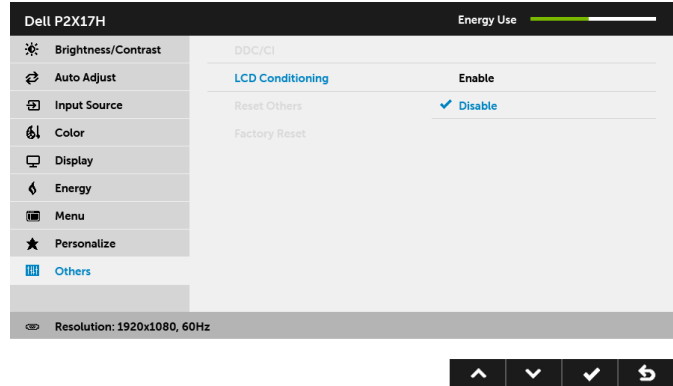 Dell P2X17H
Energy Use
Brightness/Contrast
DDC/CI
Auto Adjust
LCD Conditioning
Enable
Input Source
Reset Others
Disable
Color
Factory Reset
Display
Energy
Menu
Personalize
Others
Resolution: 1920x1080, 60Hz